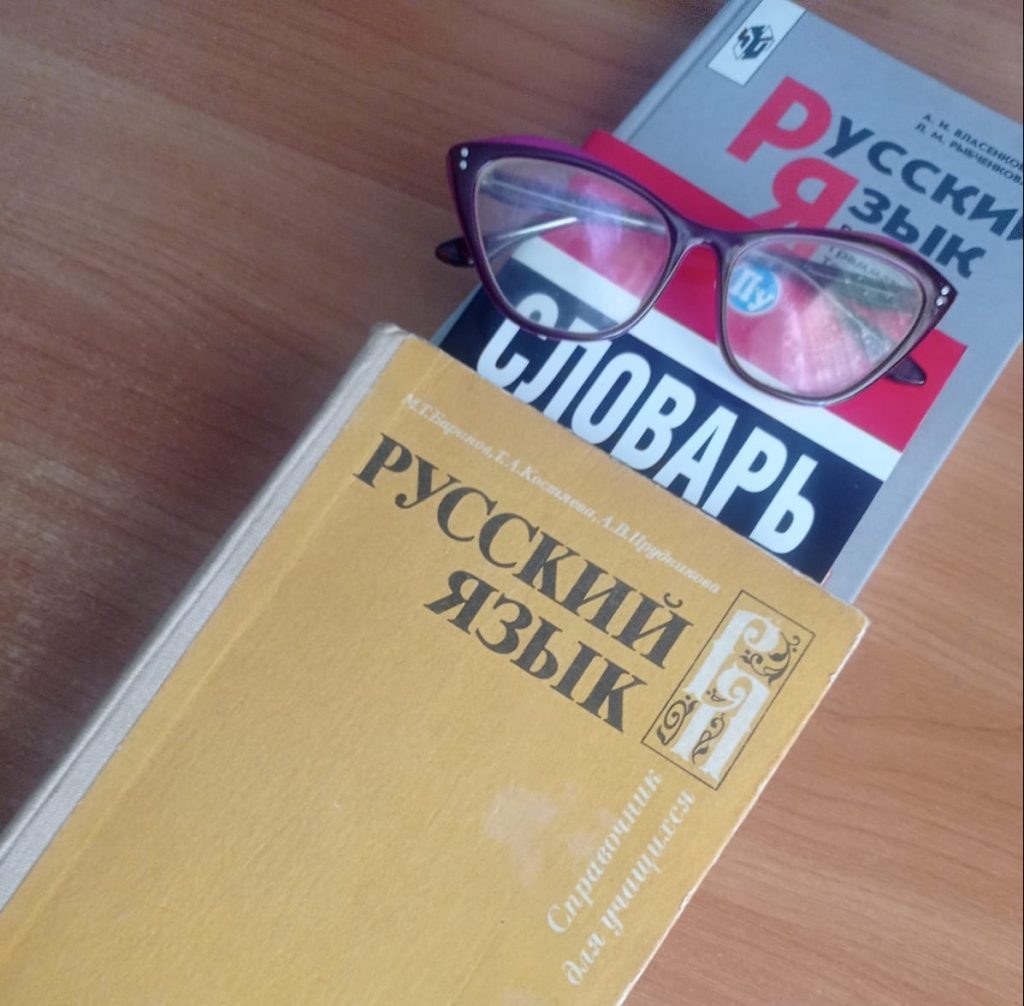 А. И. ВЛАСЕНКОВ
Л. М. РЫБЧЕНКОВА
Русский
Язык
СЛОВАРЬ
М.Т.Баранов, Т.А.Костяева, А.В.Прудникова
РУССКИЙ
ЯЗЫК
Справочник
для учащихся